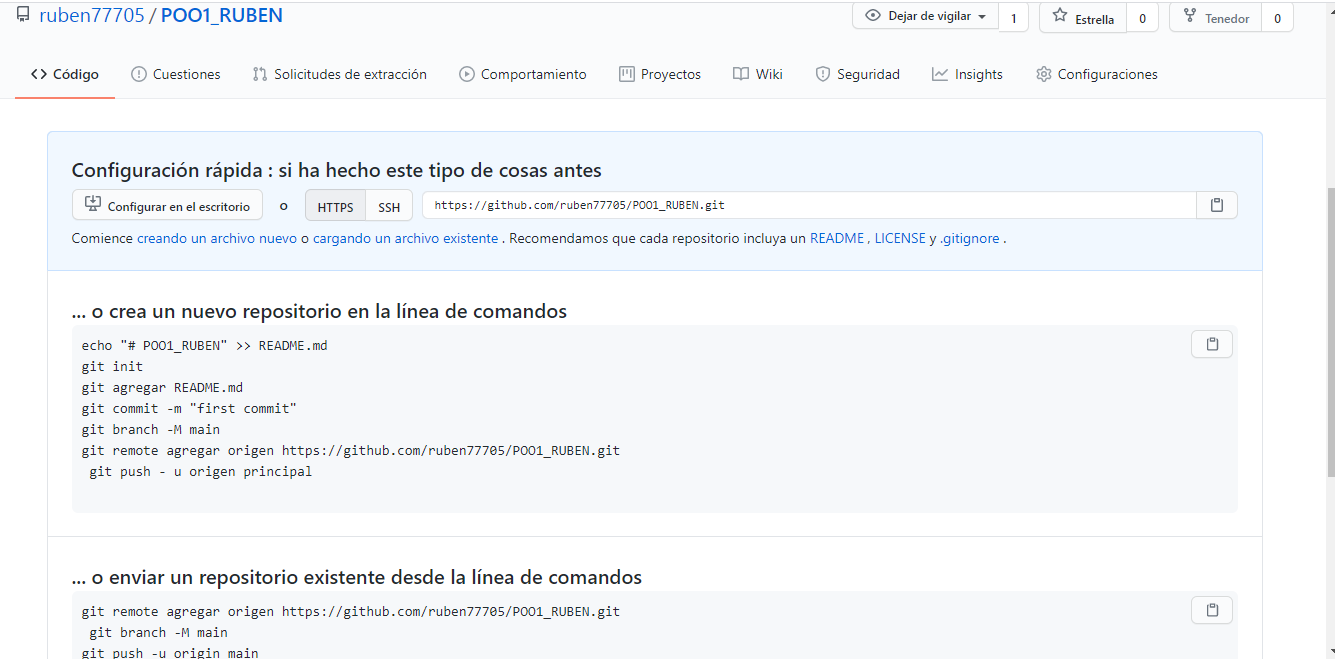 ruben77705 / POO1_RUBEN
Dejar de vigilar 1 Estrella 0 Tenedor 0
Código Cuestiones Solicitudes de extracción Comportamiento Proyectos Wiki Seguridad Insights Configuraciones
Configuración rápida : si ha hecho este tipo de cosas antes
Configurar en el escritorio o HTTPS SSH https://github.com/ruben77705/POO1_RUBEN.git
Comience creando un archivo nuevo o cargando un archivo existente . Recomendamos que cada repositorio incluya un README , LICENSE y .gitignore .
... o crea un nuevo repositorio en la línea de comandos
echo "# POO1_RUBEN" >> README.md
git init
git agregar README.md
git commit -m "first commit"
git branch -M main
git remote agregar origen https://github.com/ruben77705/POO1_RUBEN.git
git push - u origen principal
... o enviar un repositorio existente desde la línea de comandos
git remote agregar origen https://github.com/ruben77705/POO1_RUBEN.git
git branch -M main
git push -u origin main